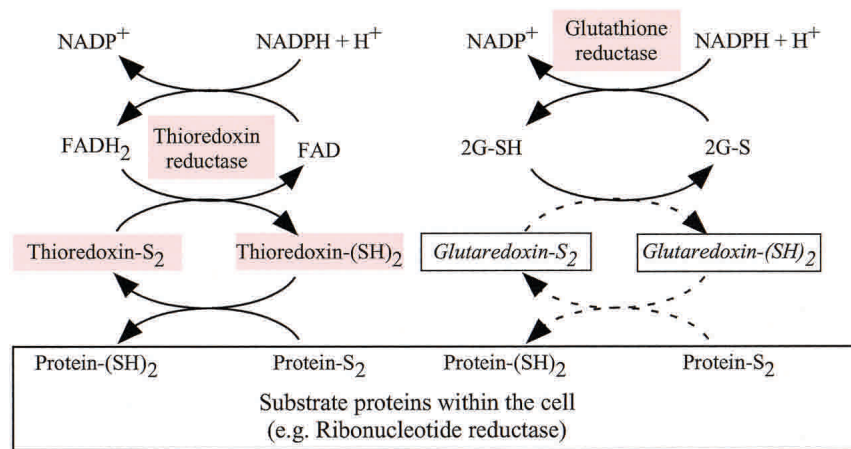 NADP+ NADPH + H+ NADP+ Glutathione reductase NADPH + H+
FADH2 Thioredoxin reductase FAD 2G-SH 2G-S
Thioredoxin-S2 Thioredoxin-(SH)2 Glutaredoxin-S2 Glutaredoxin-(SH)2
Protein-(SH)2 Protein-S2 Protein-(SH)2 Protein-S2
Substrate proteins within the cell
(e.g. Ribonucleotide reductase)